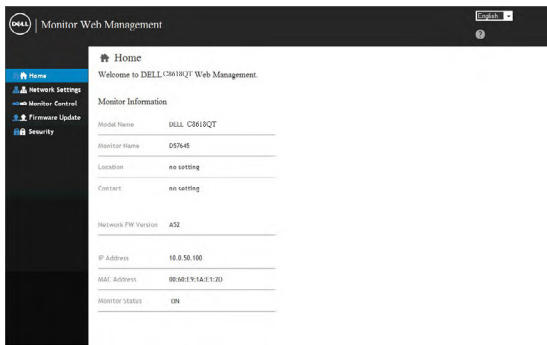 DELL
Monitor Web Management
English
?
Home
Network Settings
Monitor Control
Firmware Update
Security
Home
Welcome to DELL C8618QT Web Management.
Monitor Information
Model Name DELL C8618QT
Monitor Name D57645
Location no setting
Contact no setting
Network FW Version A52
IP Address 10.0.50.100
MAC Address 00:60:E9:1A:E1:7D
Monitor Status ON